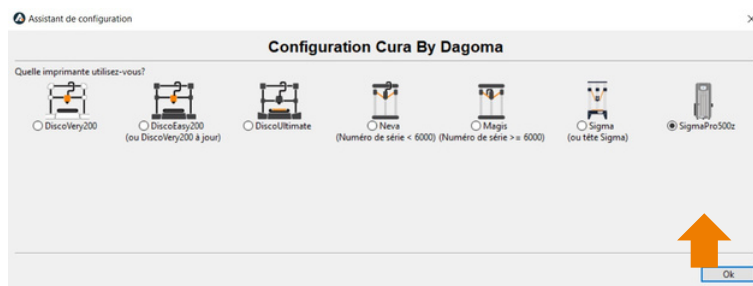 Assistant de configuration
Configuration Cura By Dagoma
Quelle imprimante utilisez-vous?
DiscoVery200
DiscoEasy200
(ou DiscoVery200 à jour)
DiscoUltimate
Neva
(Numéro de série < 6000)
Magis
(Numéro de série >= 6000)
Sigma
(ou tête Sigma)
SigmaPro500z
Ok